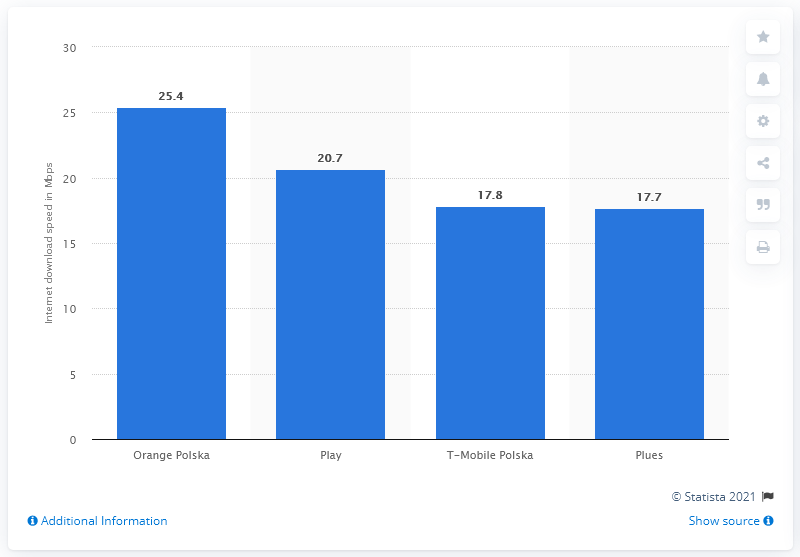 30
25
20
15
10
5
0
Internet download speed in Mbps
25.4
20.7
17.8
17.7
Orange Polska
Play
T-Mobile Polska
Plues
© Statista 2021
Additional Information
Show source